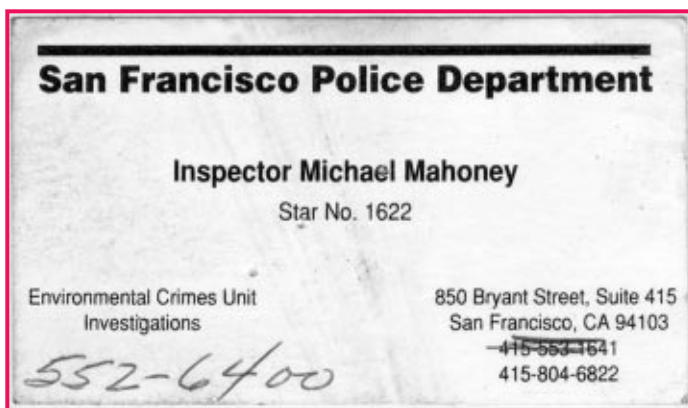 San Francisco Police Department
Inspector Michael Mahoney
Star No. 1622
Environmental Crimes Unit
Investigations
552-6400
850 Bryant Street, Suite 415
San Francisco, CA 94103
415-553-1641
415-804-6822